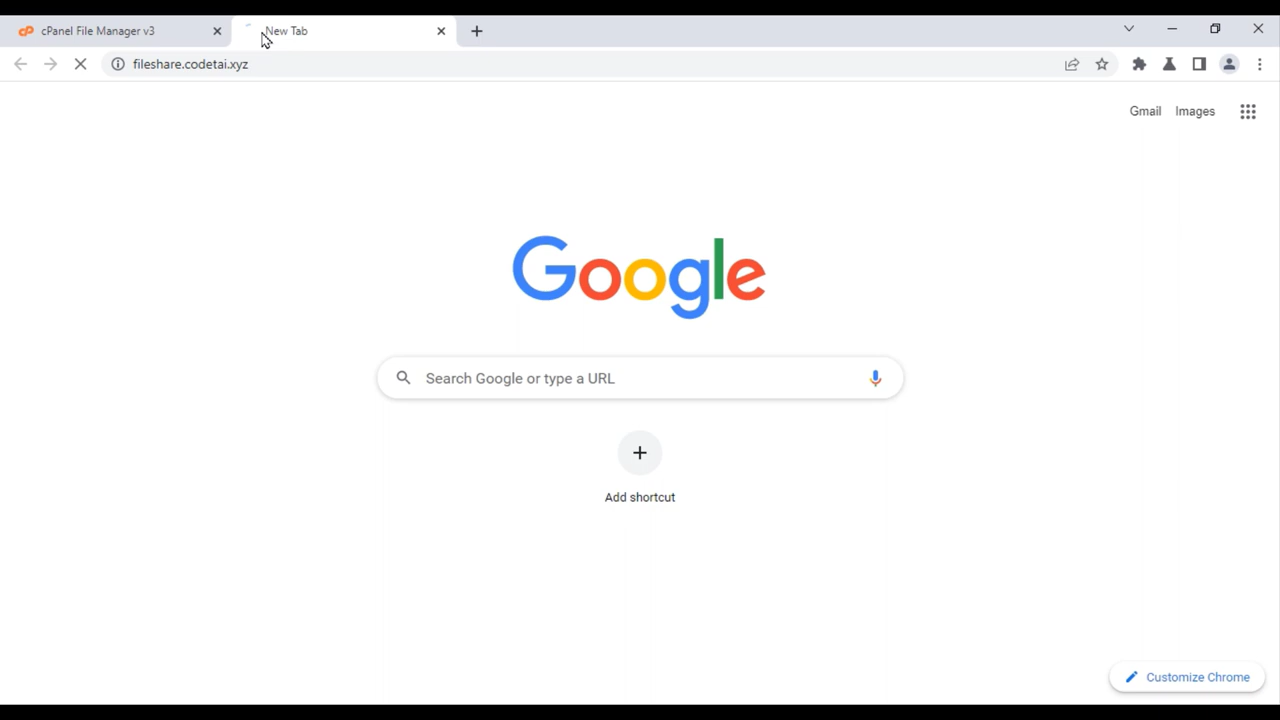 cPanel File Manager v3
New Tab
fileshare.codetai.xyz
Gmail Images
Google
Search Google or type a URL
Add shortcut
Customize Chrome